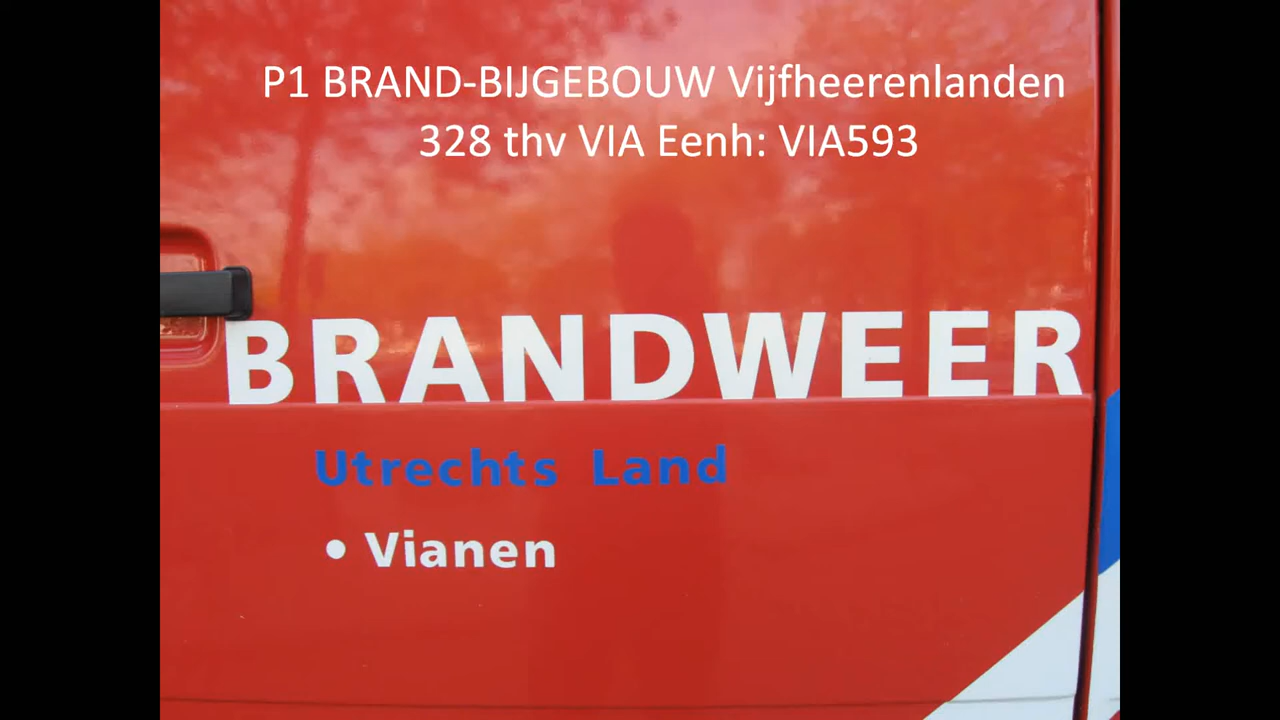 P1 BRAND-BIJGEBOUW Vijfheerenlanden
328 thv VIA Eenh: VIA593
BRANDWEER
Utrechts Land
• Vianen